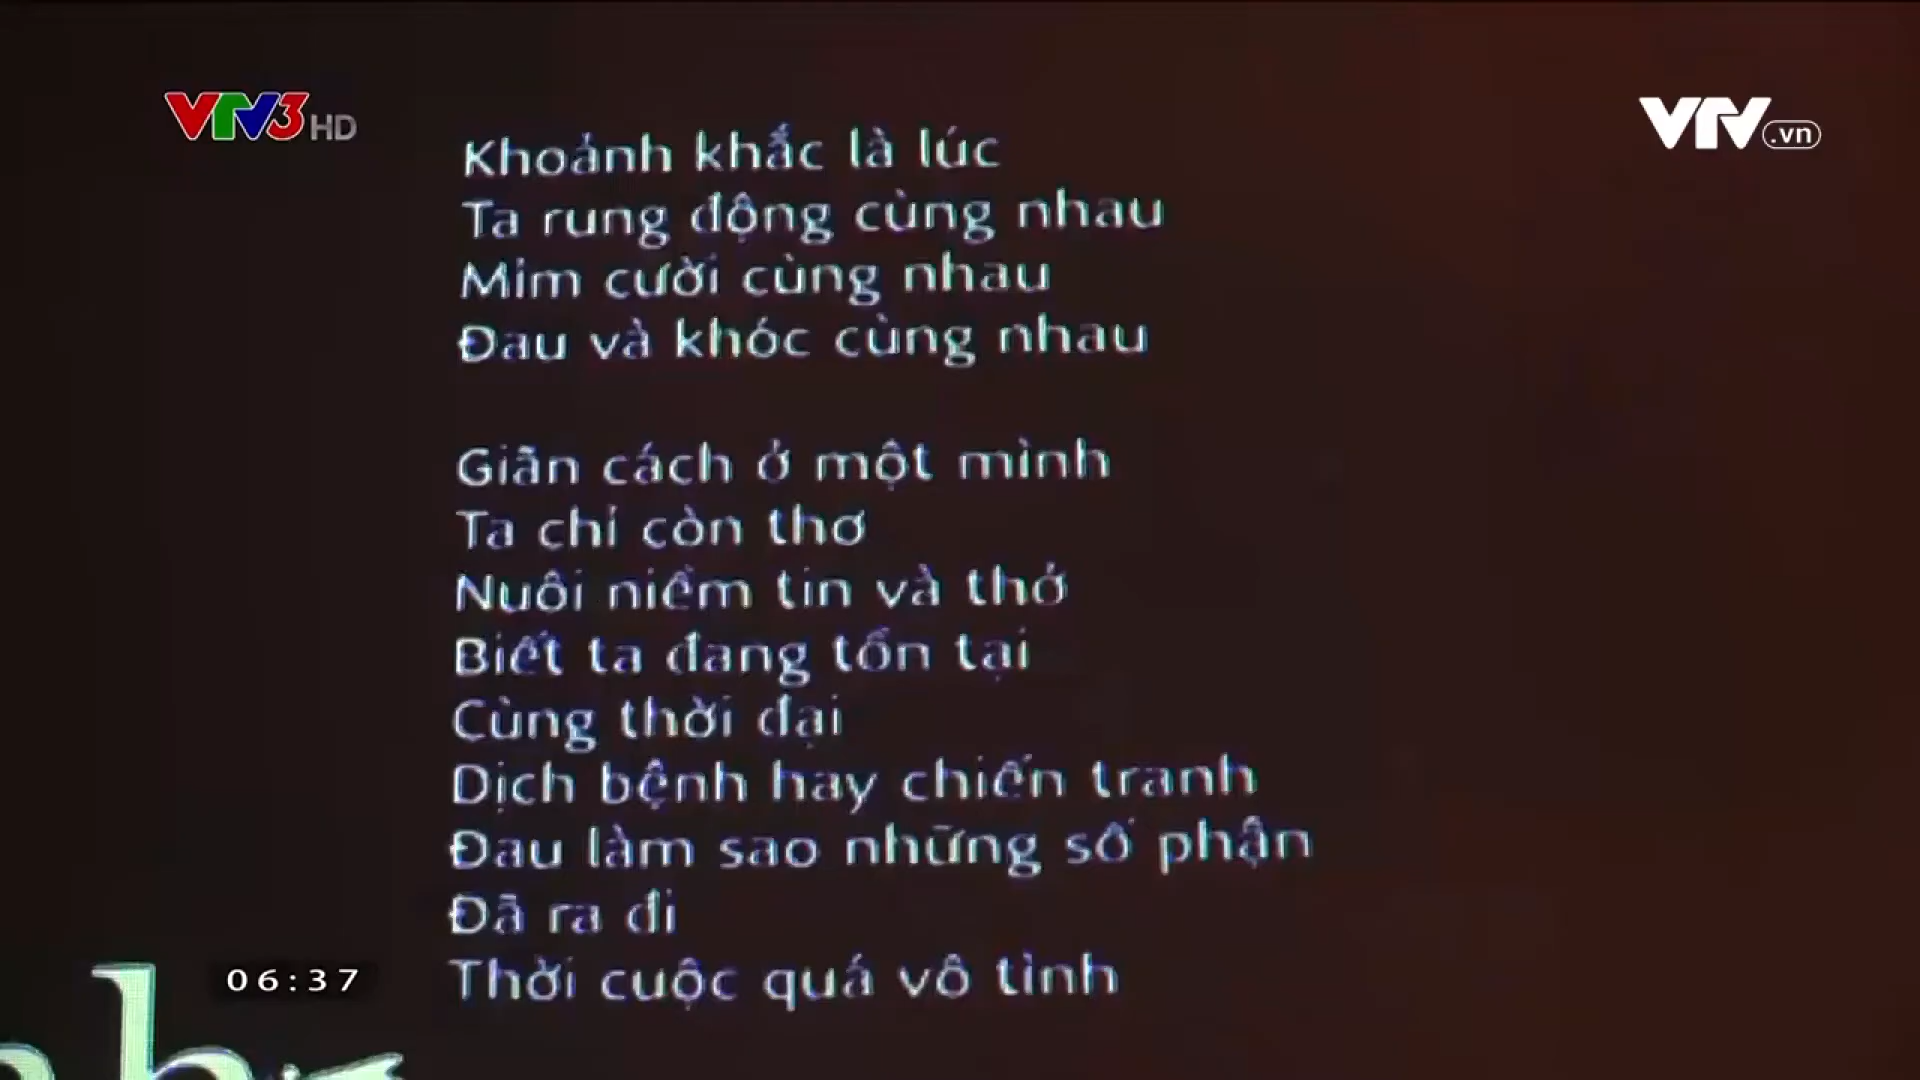 VTV3 HD
VTV.vn
Khoảnh khắc là lúc
Ta rung động cùng nhau
Mỉm cười cùng nhau
Đau và khóc cùng nhau
Giãn cách ở một mình
Ta chỉ còn thơ
Nuôi niềm tin và thở
Biết ta đang tồn tại
Cùng thời đại
Dịch bệnh hay chiến tranh
Đau làm sao những số phận
Đã ra đi
Thời cuộc quá vô tình
06:37